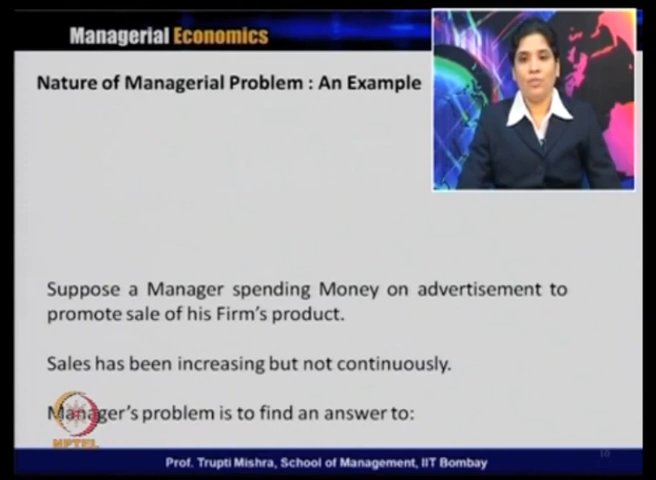 Managerial Economics
Nature of Managerial Problem : An Example
Suppose a Manager spending Money on advertisement to
promote sale of his Firm's product.
Sales has been increasing but not continuously.
Manager's problem is to find an answer to:
NPTEL
Prof. Trupti Mishra, School of Management, IIT Bombay